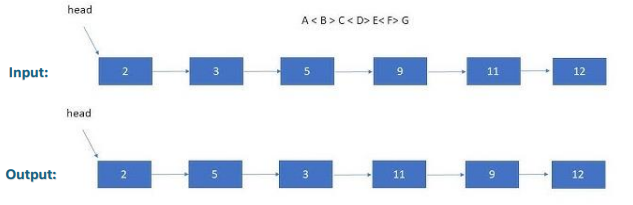 head
A < B > C < D> E< F> G
Input: 2 3 5 9 11 12
head
Output: 2 5 3 11 9 12